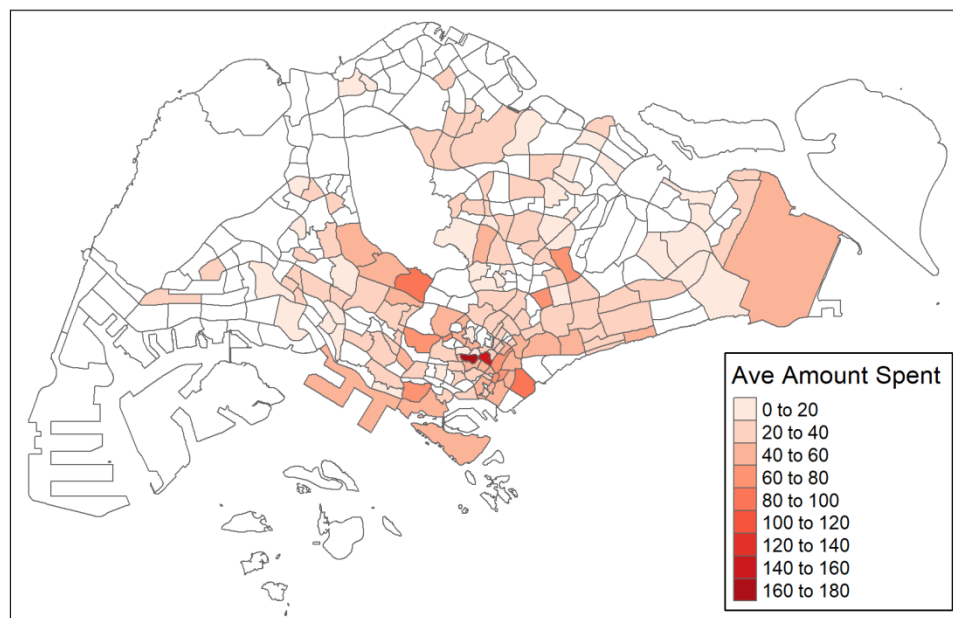 Ave Amount Spent
0 to 20
20 to 40
40 to 60
60 to 80
80 to 100
100 to 120
120 to 140
140 to 160
160 to 180